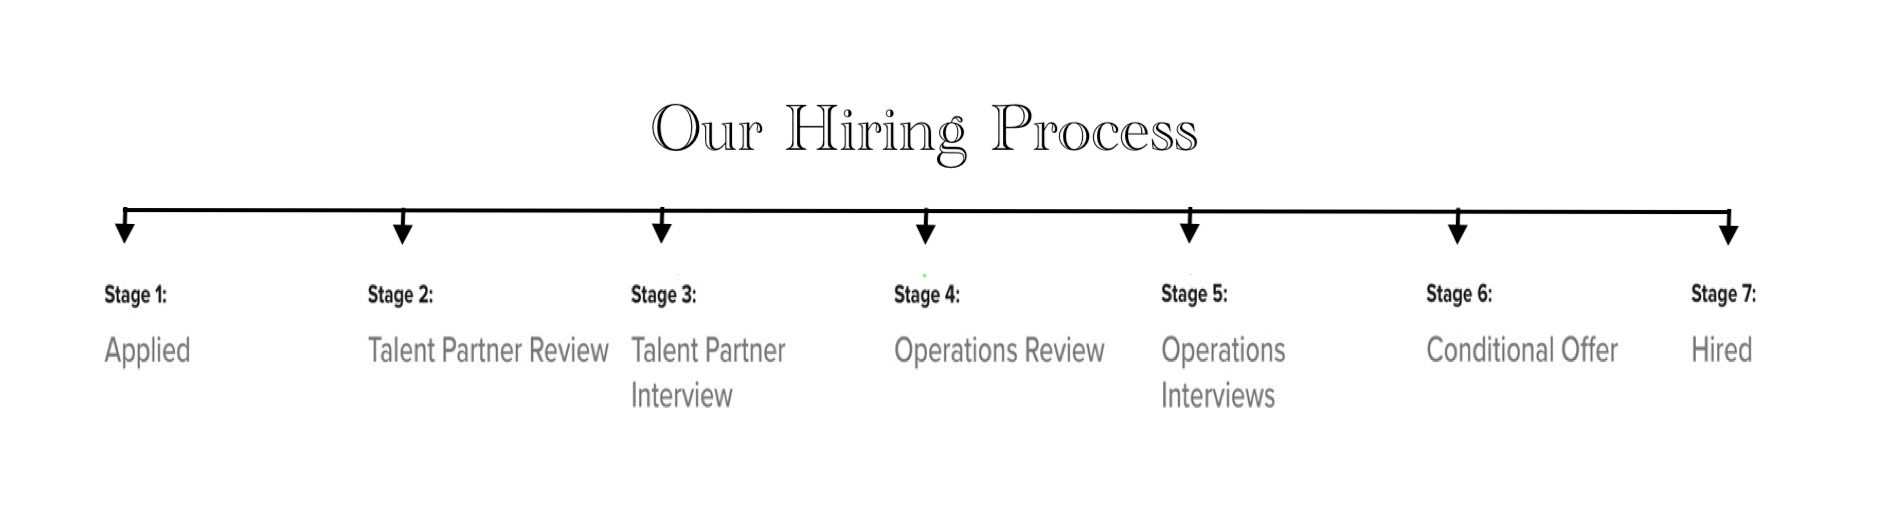 Our Hiring Process
Stage 1:
Applied
Stage 2:
Talent Partner Review
Stage 3:
Talent Partner
Interview
Stage 4:
Operations Review
Stage 5:
Operations
Interviews
Stage 6:
Conditional Offer
Stage 7:
Hired